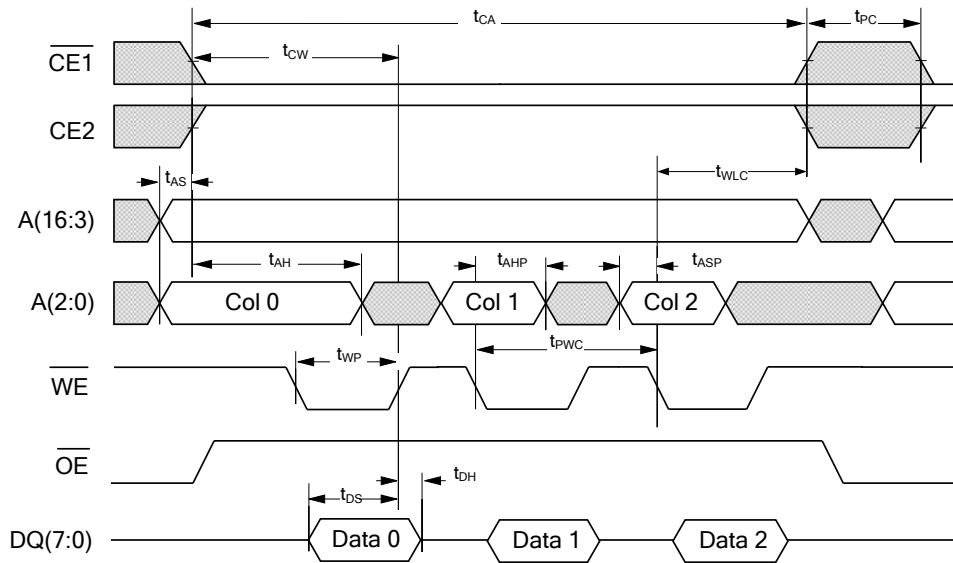 tCA
tPC
CE1
tCW
CE2
tAS
tWLC
A(16:3)
tAH
tAHP
tASP
A(2:0)
Col 0
Col 1
Col 2
tWP
tPWC
WE
OE
tDS
tDH
DQ(7:0)
Data 0
Data 1
Data 2